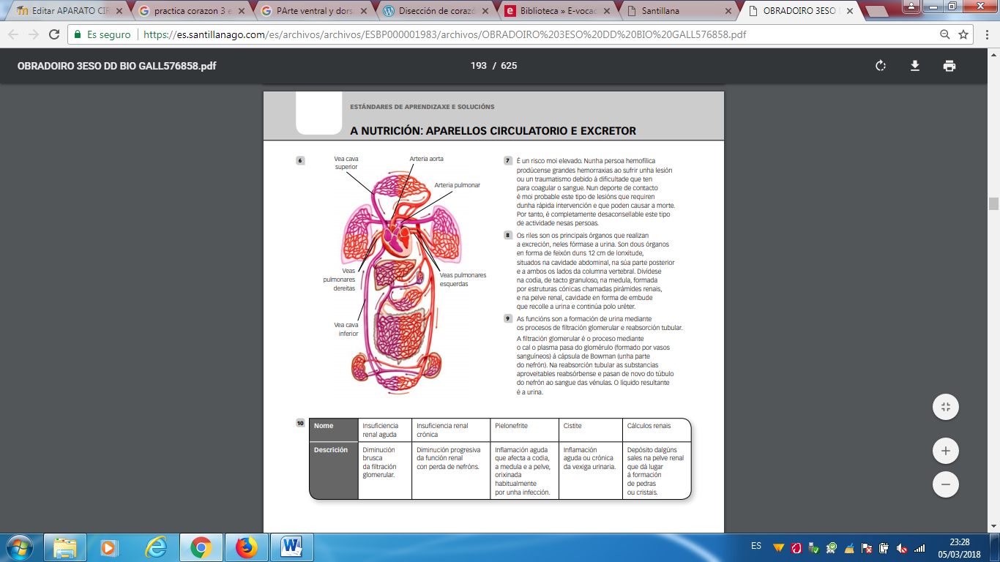 Editar APARATO CIR
practica corazon 3 e
PArte ventral y dors
Disección de corazó
Biblioteca » E-vocac
Santillana
OBRADOIRO 3ESO D
Es seguro
https://es.santillanago.com/es/archivos/archivos/ESBP000001983/archivos/OBRADOIRO%203ESO%20DD%20BIO%20GALL576858.pdf
OBRADOIRO 3ESO DD BIO GALL576858.pdf
193 / 625
ESTÁNDARES DE APRENDIZAXE E SOLUCIÓNS
A NUTRICIÓN: APARELLOS CIRCULATORIO E EXCRETOR
6
Vea cava
superior
Arteria aorta
Arteria pulmonar
Veas
pulmonares
dereitas
Veas pulmonares
esquerdas
Vea cava
inferior
7
É un risco moi elevado. Nunha persoa hemofílica
prodúcense grandes hemorraxias ao sufrir unha lesión
ou un traumatismo debido á dificultade que ten
para coagular o sangue. Nun deporte de contacto
é moi probable este tipo de lesións que requiren
dunha rápida intervención e que poden causar a morte.
Por tanto, é completamente desaconsellable este tipo
de actividade nesas persoas.
8
Os riles son os principais órganos que realizan
a excreción, neles fórmase a urina. Son dous órganos
en forma de feixón duns 12 cm de lonxitude,
situados na cavidade abdominal, na súa parte posterior
e a ambos os lados da columna vertebral. Divídese
na codia, de tacto granuloso, na medula, formada
por estruturas cónicas chamadas pirámides renais,
e na pelve renal, cavidade en forma de embude
que recolle a urina e continúa polo uréter.
9
As funcións son a formación de urina mediante
os procesos de filtración glomerular e reabsorción tubular.
A filtración glomerular é o proceso mediante
o cal o plasma pasa do glomérulo (formado por vasos
sanguíneos) á cápsula de Bowman (unha parte
do nefrón). Na reabsorción tubular as substancias
aproveitables reabsórbense e pasan de novo do túbulo
do nefrón ao sangue das vénulas. O líquido resultante
é a urina.
10
Nome
Insuficiencia
renal aguda
Insuficiencia renal
crónica
Pielonefrite
Cistite
Cálculos renais
Descrición
Diminución
brusca
da filtración
glomerular.
Diminución progresiva
da función renal
con perda de nefróns.
Inflamación aguda
que afecta a codia,
a medula e a pelve,
orixinada
habitualmente
por unha infección.
Inflamación
aguda ou crónica
da vexiga urinaria.
Depósito dalgúns
sales na pelve renal
que dá lugar
á formación
de pedras
ou cristais.
ES
23:28
05/03/2018